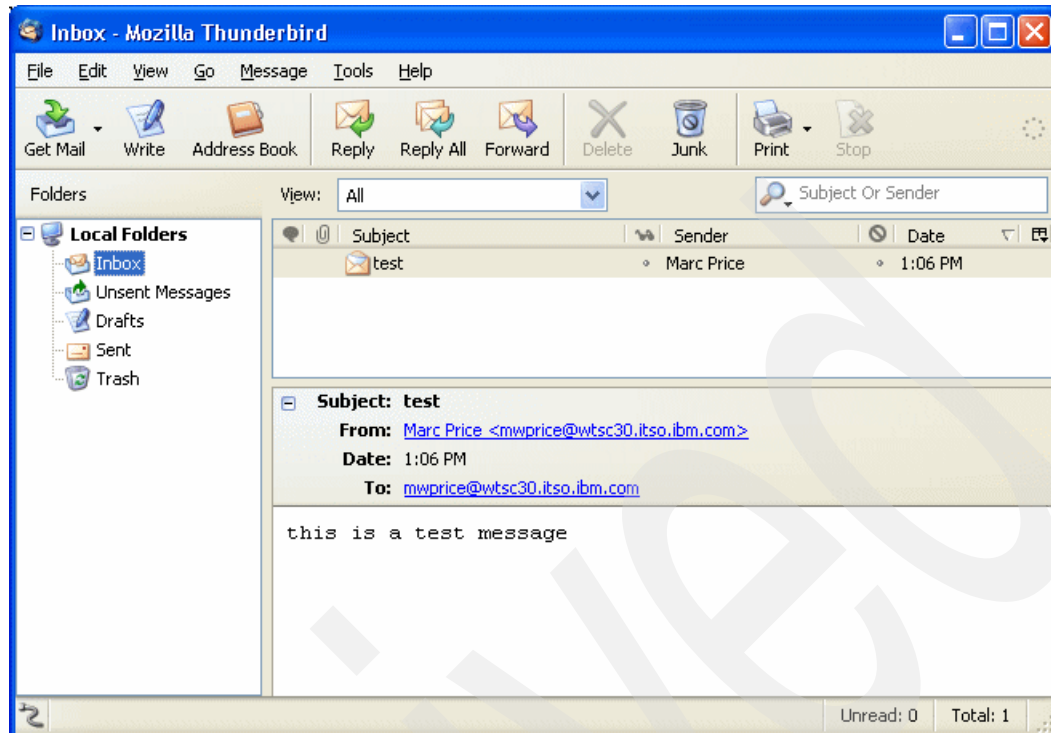 Inbox - Mozilla Thunderbird
File Edit View Go Message Tools Help
Get Mail Write Address Book Reply Reply All Forward Delete Junk Print Stop
Folders View: All Subject Or Sender
Local Folders
Inbox
Unsent Messages
Drafts
Sent
Trash
Subject Sender Date
test Marc Price 1:06 PM
Subject: test
From: Marc Price <mwprice@wtsc30.itso.ibm.com>
Date: 1:06 PM
To: mwprice@wtsc30.itso.ibm.com
this is a test message
Unread: 0 Total: 1